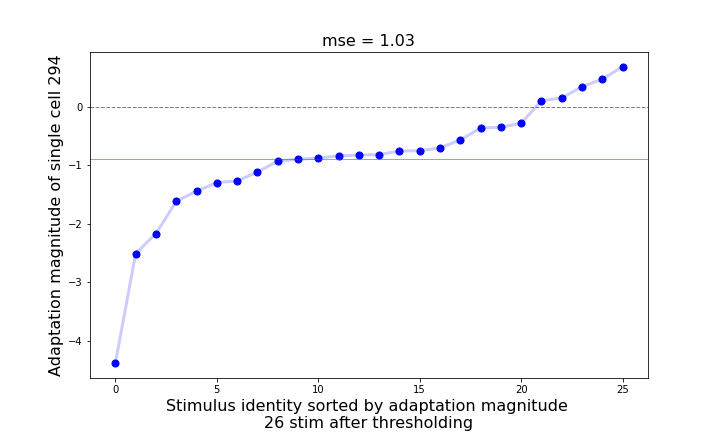 mse = 1.03
Adaptation magnitude of single cell 294
0
−1
−2
−3
−4
0 5 10 15 20 25
Stimulus identity sorted by adaptation magnitude
26 stim after thresholding